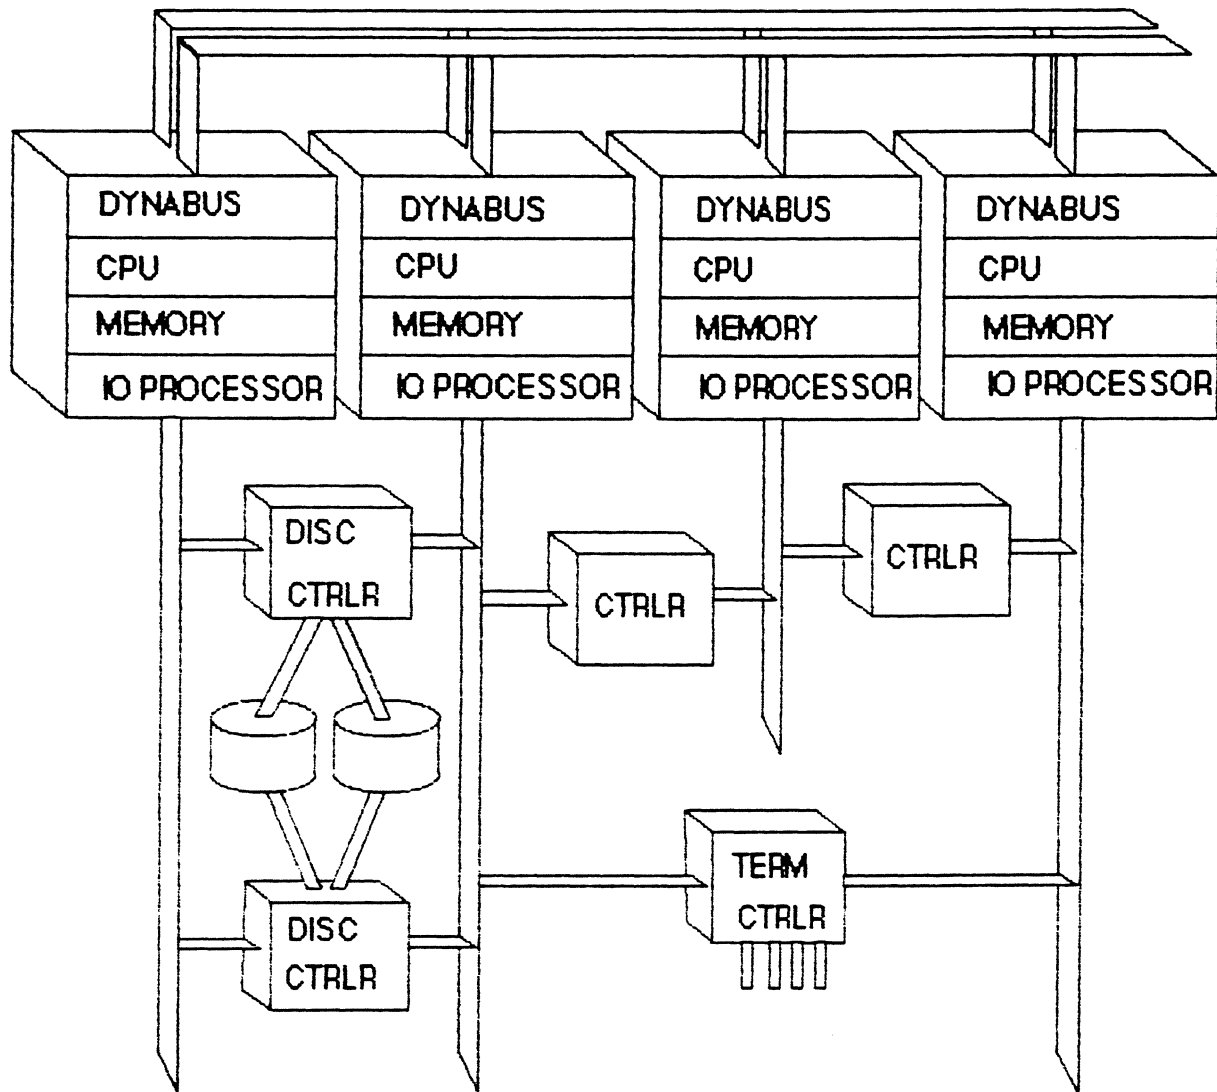 DYNABUS
CPU
MEMORY
IO PROCESSOR
DYNABUS
CPU
MEMORY
IO PROCESSOR
DYNABUS
CPU
MEMORY
IO PROCESSOR
DYNABUS
CPU
MEMORY
IO PROCESSOR
DISC
CTRLR
CTRLR
CTRLR
DISC
CTRLR
TERM
CTRLR